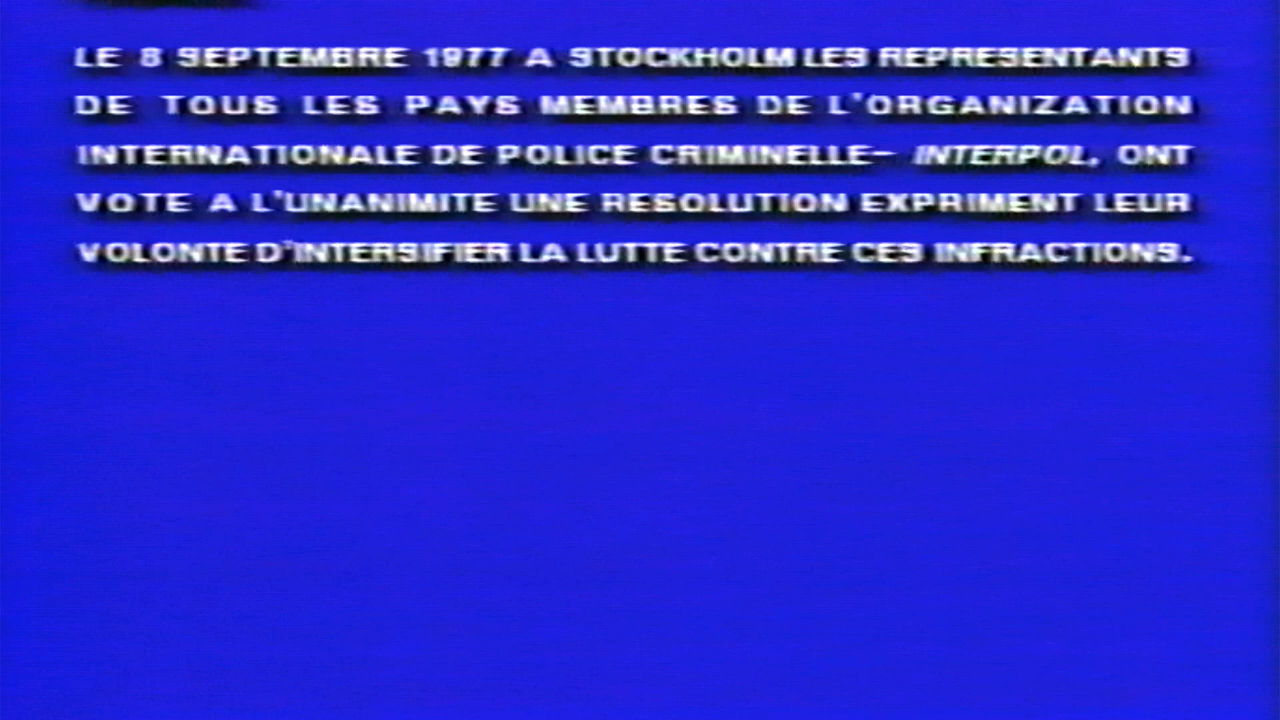 LE 8 SEPTEMBRE 1977 A STOCKHOLM LES REPRESENTANTS
DE TOUS LES PAYS MEMBRES DE L'ORGANIZATION
INTERNATIONALE DE POLICE CRIMINELLE- INTERPOL, ONT
VOTE A L'UNANIMITE UNE RESOLUTION EXPRIMENT LEUR
VOLONTE D'INTERSIFIER LA LUTTE CONTRE CES INFRACTIONS.